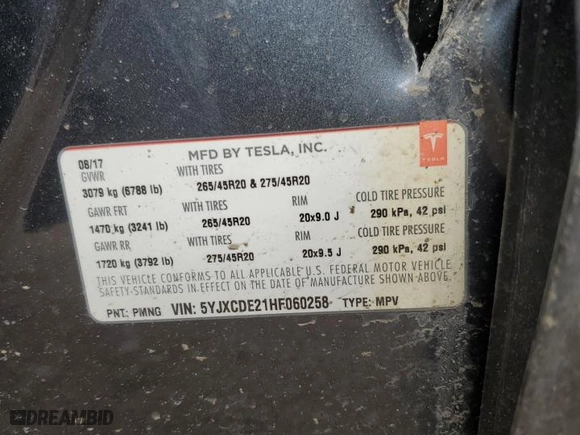 08/17 MFD BY TESLA, INC. TESLA
GVWR WITH TIRES
3079 kg (6788 lb) 265/45R20 & 275/45R20
GAWR FRT WITH TIRES RIM COLD TIRE PRESSURE
1470 kg (3241 lb) 265/45R20 20x9.0 J 290 kPa, 42 psi
GAWR RR WITH TIRES RIM COLD TIRE PRESSURE
1720 kg (3792 lb) 275/45R20 20x9.5 J 290 kPa, 42 psi
THIS VEHICLE CONFORMS TO ALL APPLICABLE U.S. FEDERAL MOTOR VEHICLE
SAFETY-STANDARDS IN EFFECT ON THE DATE OF MANUFACTURE SHOWN ABOVE.
PNT: PMNG VIN: 5YJXCDE21HF060258 TYPE: MPV
DREAMBID